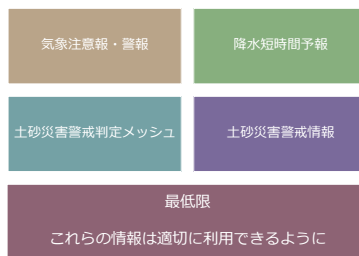 気象注意報・警報
降水短時間予報
土砂災害警戒判定メッシュ
土砂災害警戒情報
最低限
これらの情報は適切に利用できるように